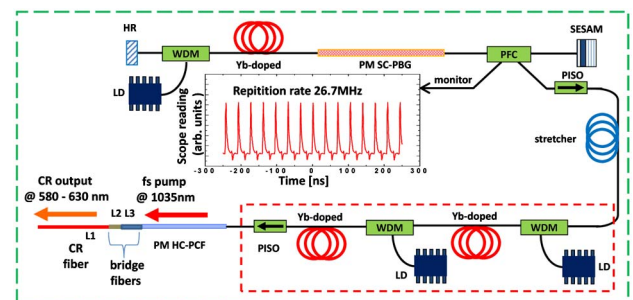 HR
WDM
Yb-doped
PM SC-PBG
PFC
SESAM
LD
monitor
PISO
Repitition rate 26.7MHz
Scope reading
(arb. units)
-300 -200 -100 0 100 200 300
Time [ns]
stretcher
CR output
@ 580 - 630 nm
fs pump
@ 1035nm
L2 L3
L1
CR
fiber
bridge
fibers
PM HC-PCF
PISO
Yb-doped
WDM
Yb-doped
WDM
LD
LD